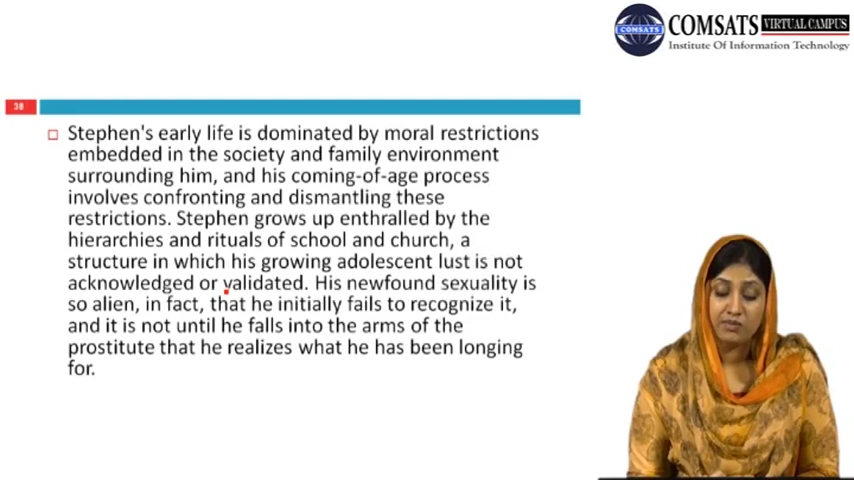 COMSATS VIRTUAL CAMPUS
I COMSATS
Institute Of Information Technology
38
Stephen's early life is dominated by moral restrictions
embedded in the society and family environment
surrounding him, and his coming-of-age process
involves confronting and dismantling these
restrictions. Stephen grows up enthralled by the
hierarchies and rituals of school and church, a
structure in which his growing adolescent lust is not
acknowledged or validated. His newfound sexuality is
so alien, in fact, that he initially fails to recognize it,
and it is not until he falls into the arms of the
prostitute that he realizes what he has been longing
for.